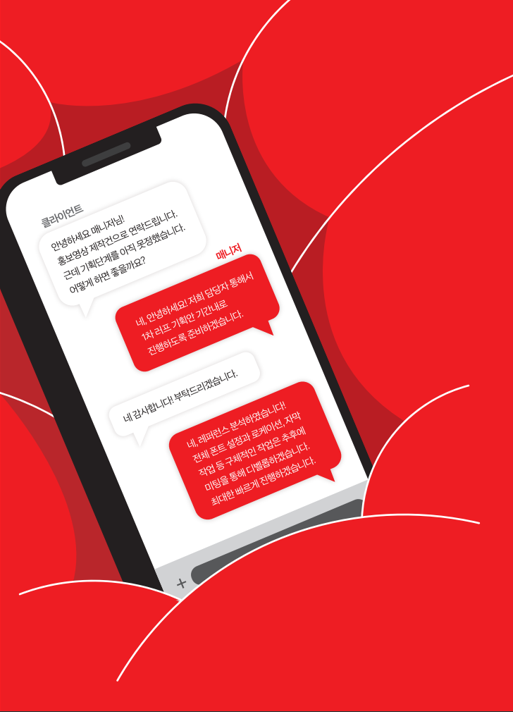 클라이언트
안녕하세요 매니저님!
홍보영상 제작건으로 연락드립니다.
근데 기획단계를 아직 못정했습니다.
어떻게 하면 좋을까요?
매니저
네, 안녕하세요! 저희 담당자 통해서
1차 러프 기획안 기간내로
진행하도록 준비하겠습니다.
네 감사합니다! 부탁드리겠습니다.
네, 레퍼런스 분석하였습니다!
전체 폰트 설정과 로케이션, 자막
작업 등 구체적인 작업은 추후에
미팅을 통해 디벨롭하겠습니다.
최대한 빠르게 진행하겠습니다.
+